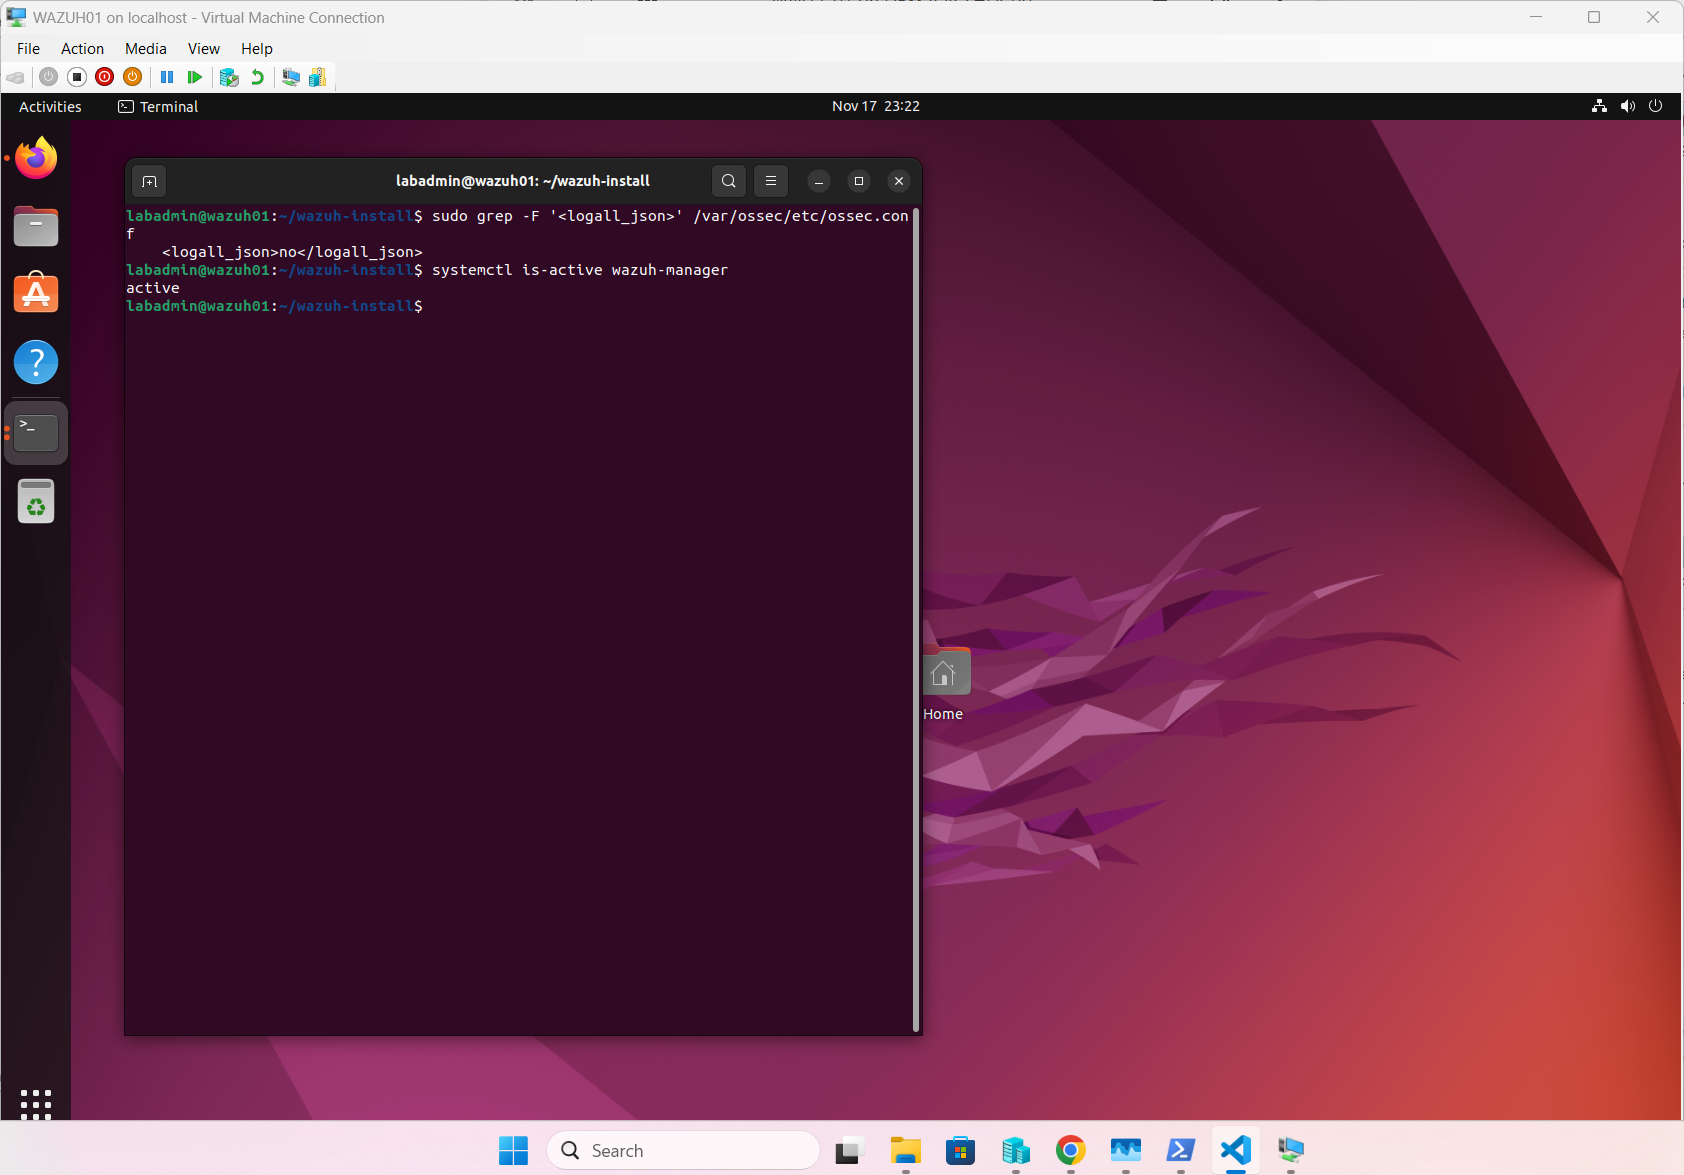 WAZUH01 on localhost - Virtual Machine Connection
File Action Media View Help
Activities Terminal Nov 17 23:22
labadmin@wazuh01: ~/wazuh-install
labadmin@wazuh01:~/wazuh-install$ sudo grep -F '<logall_json>' /var/ossec/etc/ossec.con
f
<logall_json>no</logall_json>
labadmin@wazuh01:~/wazuh-install$ systemctl is-active wazuh-manager
active
labadmin@wazuh01:~/wazuh-install$
Home
Search